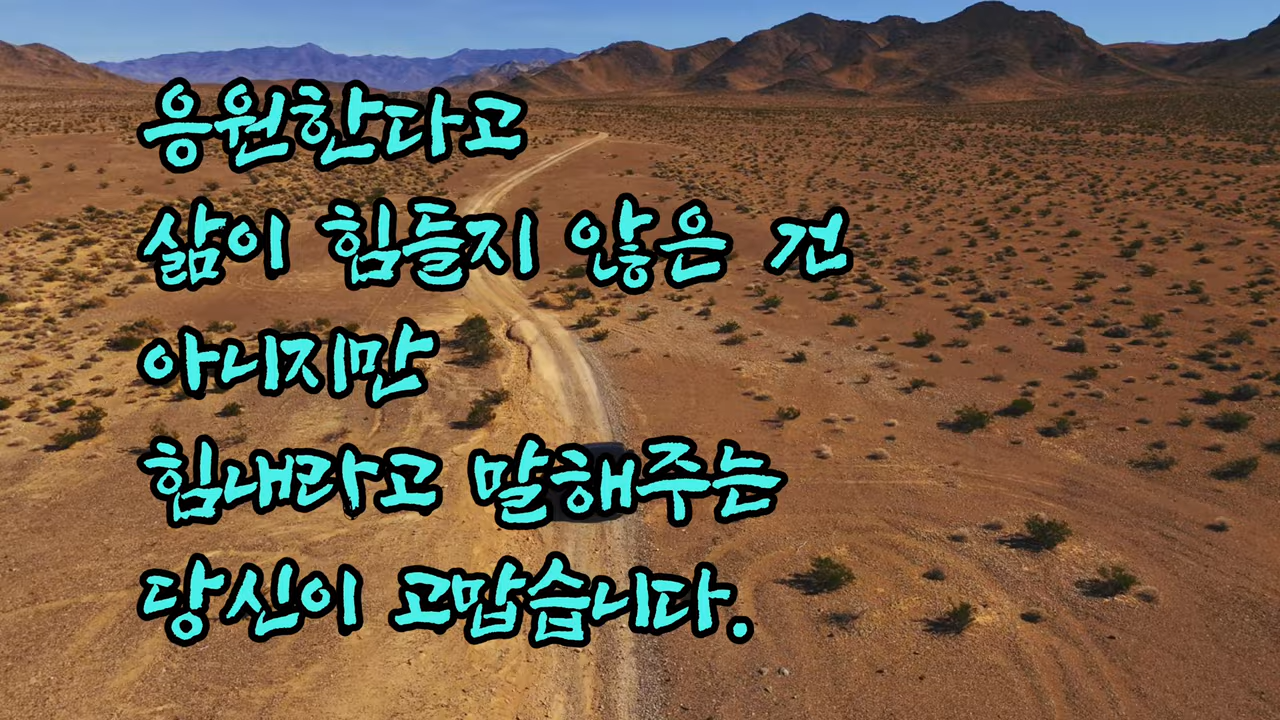 응원한다고
삶이 힘들지 않은 건
아니지만
힘내라고 말해주는
당신이 고맙습니다.